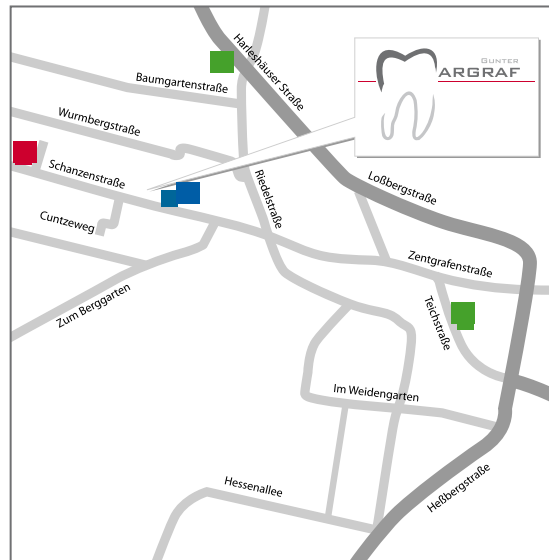 Harleshäuser Straße
GUNTER
ARGRAF
Baumgartenstraße
Wurmbergstraße
Schanzenstraße
Riedelstraße
Loßbergstraße
Cuntzeweg
Zentgrafenstraße
Zum Berggarten
Teichstraße
Im Weidengarten
Hessenallee
Heßbergstraße